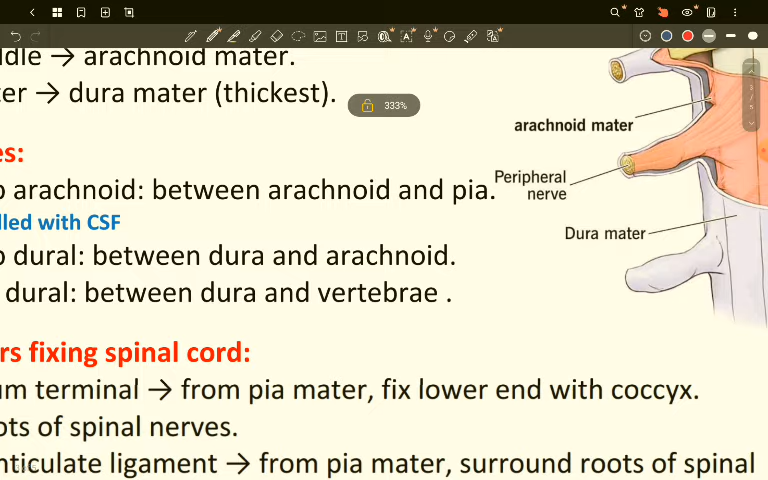 ddle → arachnoid mater.
ter → dura mater (thickest).
333%
es:
b arachnoid: between arachnoid and pia.
lled with CSF
b dural: between dura and arachnoid.
dural: between dura and vertebrae .
rs fixing spinal cord:
um terminal → from pia mater, fix lower end with coccyx.
ots of spinal nerves.
nticulate ligament → from pia mater, surround roots of spinal
arachnoid mater
Peripheral
nerve
Dura mater